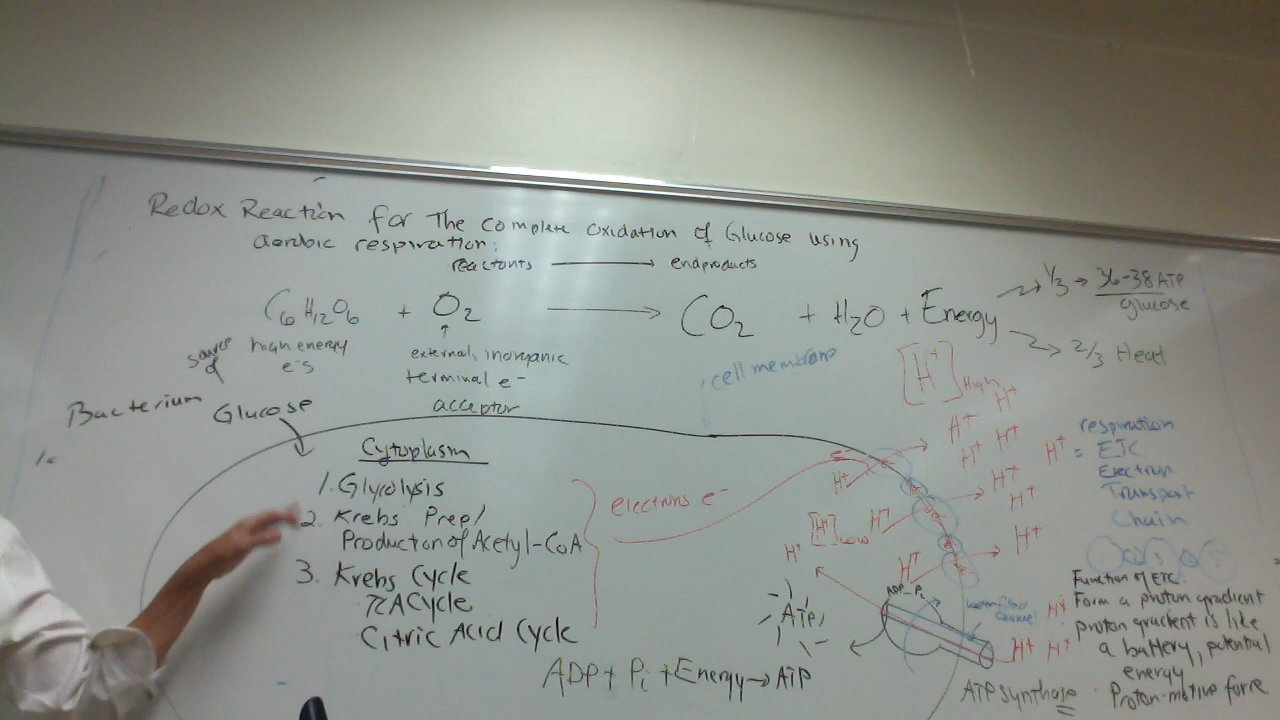 Redox Reaction for The Complete Oxidation of Glucose using
aerobic respiration:
reactants → endproducts
C6H12O6 + O2 → CO2 + H2O + Energy
1/3 → 36-38 ATP
glucose
2/3 Heat
source of
high energy
e-s
external, inorganic
terminal e-
acceptor
cell membrane
Bacterium
Glucose
Cytoplasm
1. Glycolysis
2. Krebs Prep/
Production of Acetyl-CoA
3. Krebs Cycle
TCA Cycle
Citric Acid Cycle
electrons e-
e-
[H+] High
H+ H+
H+ H+ H+
H+ H+
H+
H+
[H+] Low H+
H+
H+
ADP Pi
ATP
channel
H+
H+ H+
ADP + Pi + Energy → ATP
ATP synthase
respiration
= ETC
Electron
Transport
Chain
Function of ETC:
Form a proton gradient
proton gradient is like
a battery, potential
energy
Proton-motive force